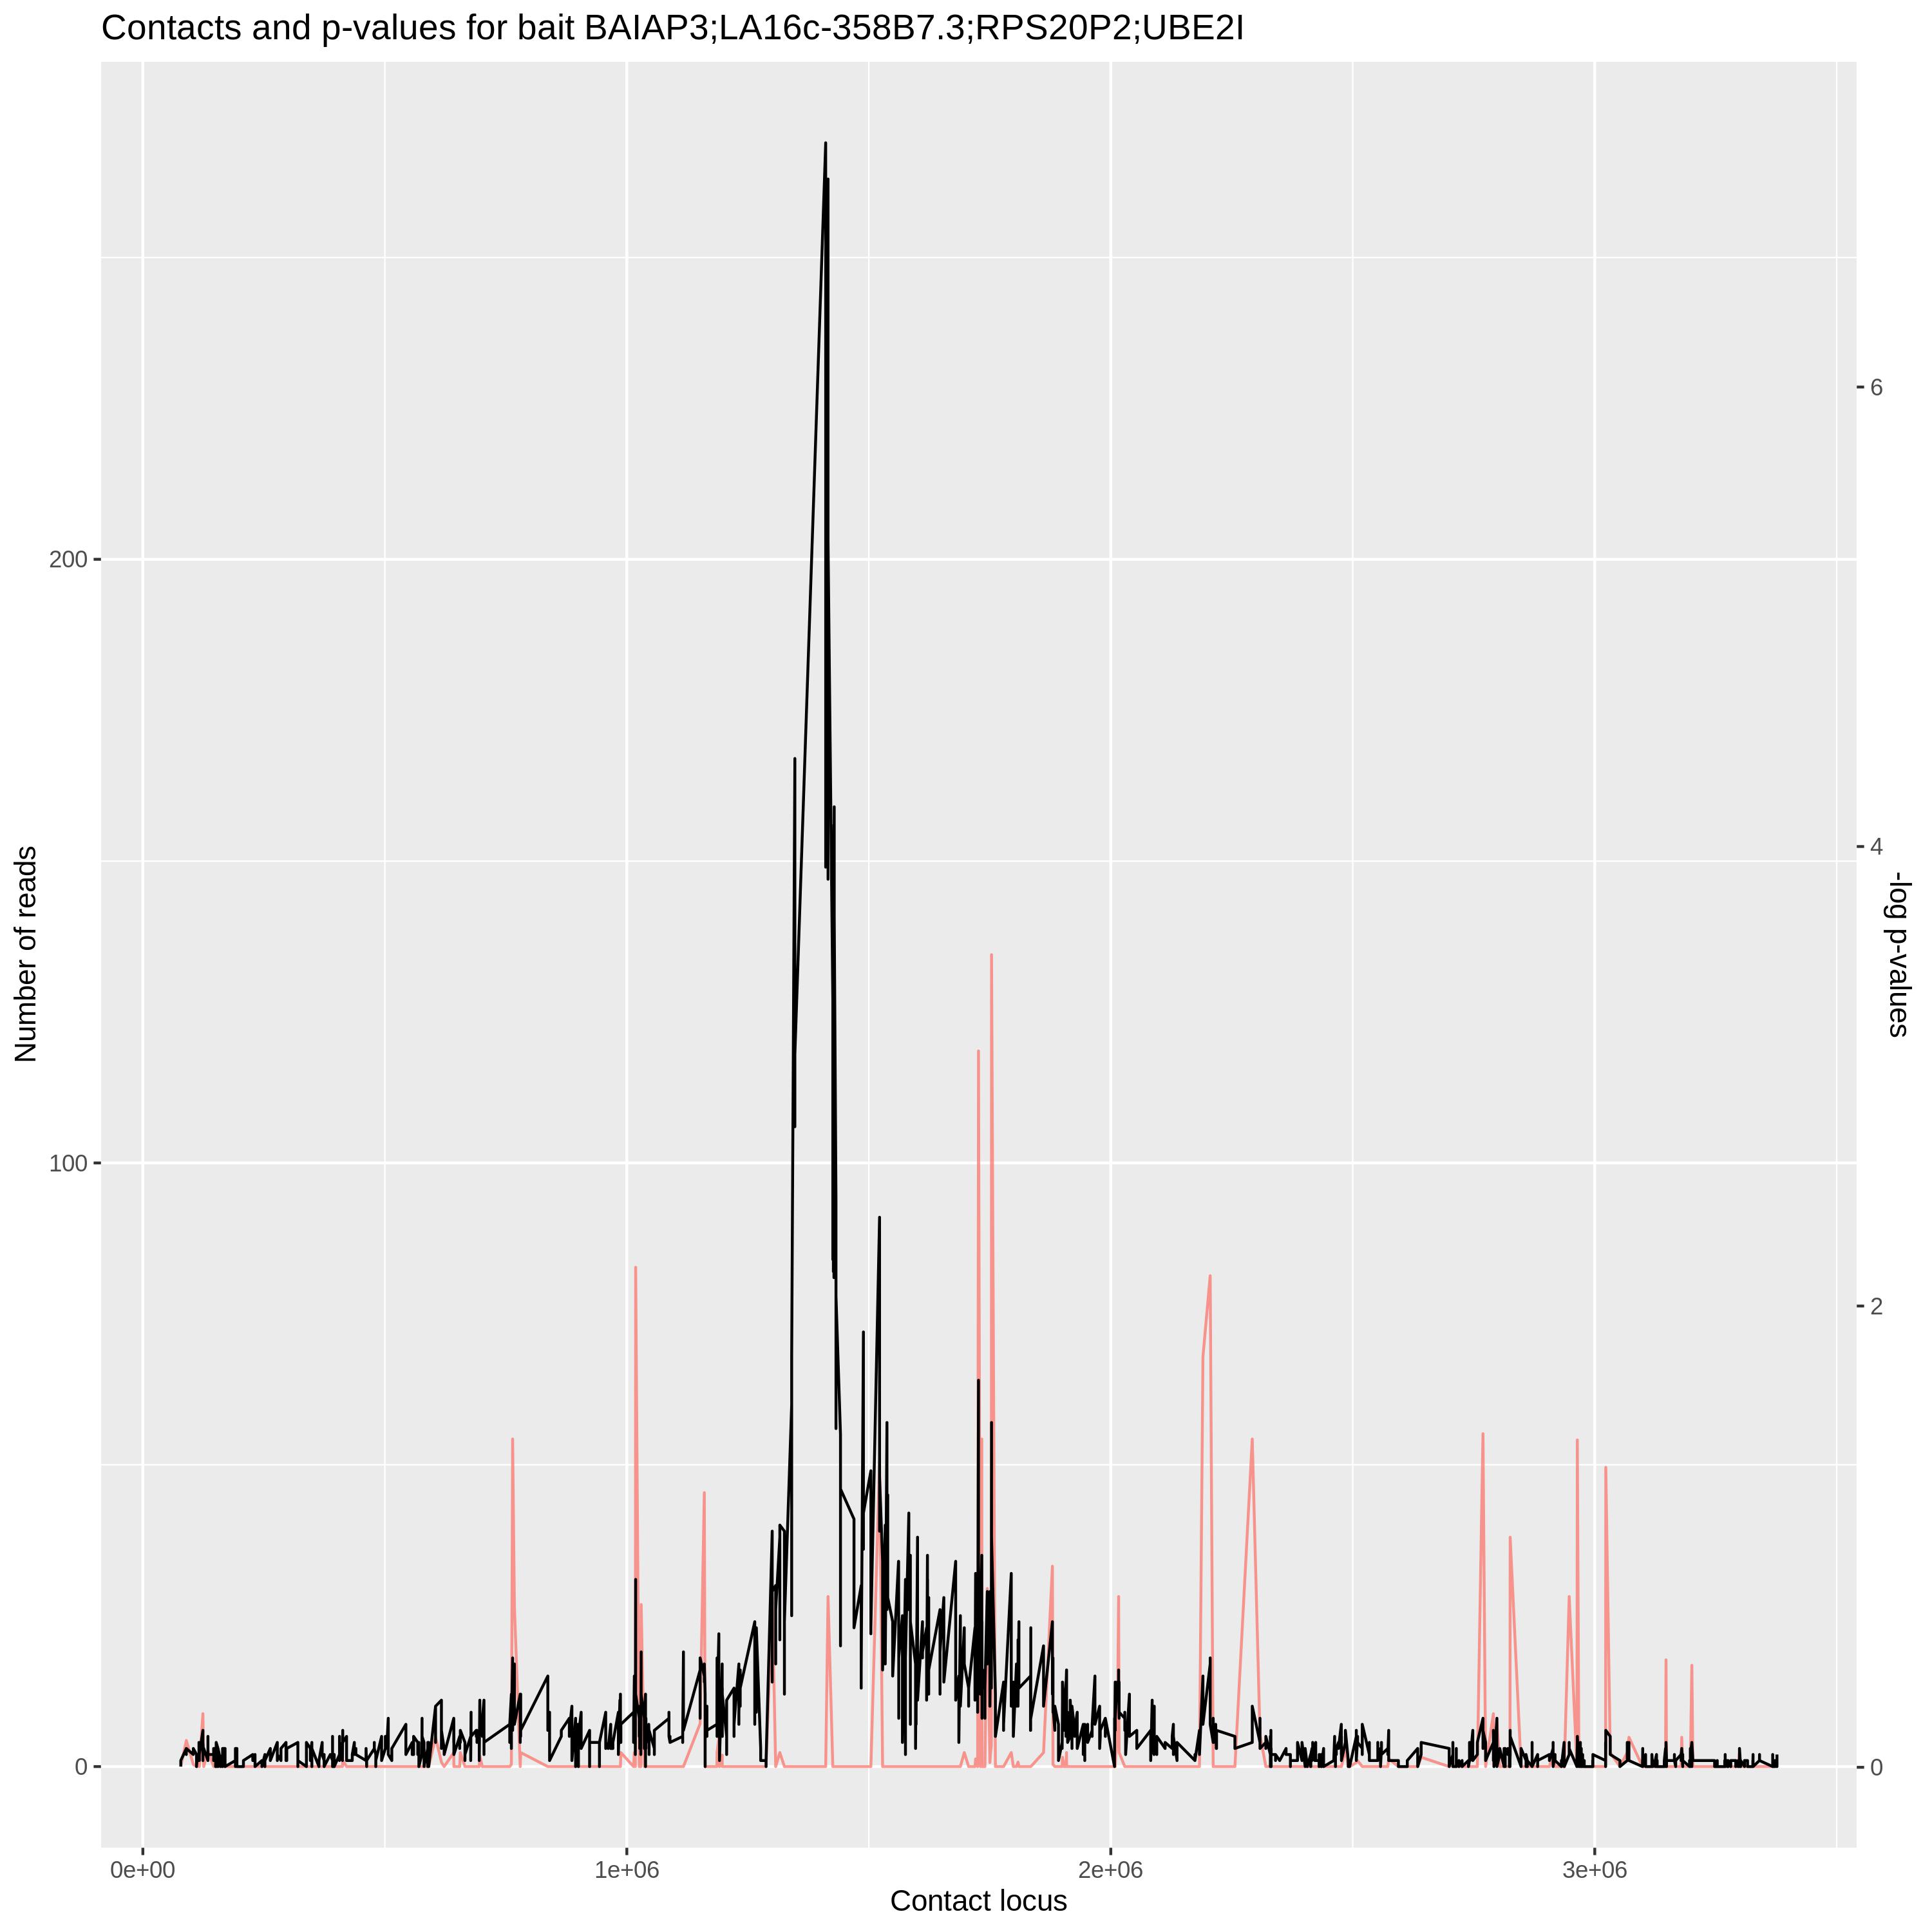 Contacts and p-values for bait BAIAP3;LA16c-358B7.3;RPS20P2;UBE2I
Number of reads
200
100
0
6
4
2
0
-log p-values
0e+00
1e+06
2e+06
3e+06
Contact locus